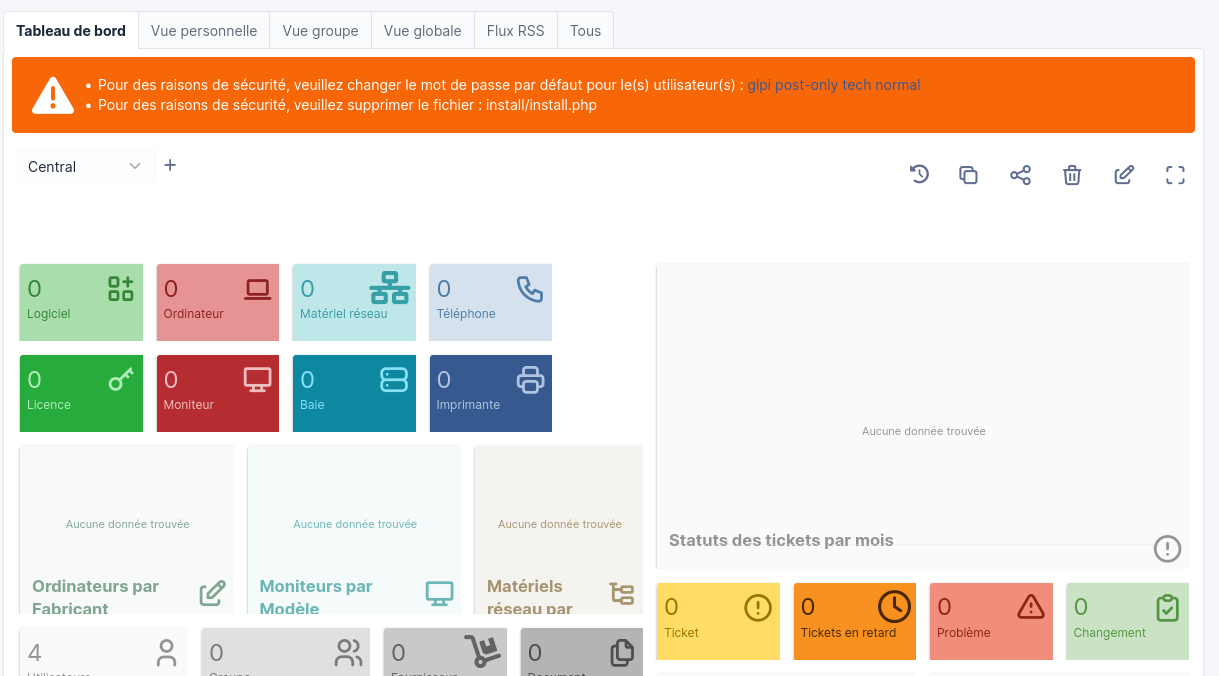 Tableau de bord Vue personnelle Vue groupe Vue globale Flux RSS Tous
• Pour des raisons de sécurité, veuillez changer le mot de passe par défaut pour le(s) utilisateur(s) : glpi post-only tech normal
• Pour des raisons de sécurité, veuillez supprimer le fichier : install/install.php
Central
0 0 0 0
Logiciel Ordinateur Matériel réseau Téléphone
0 0 0 0
Licence Moniteur Baie Imprimante
Aucune donnée trouvée
Statuts des tickets par mois
Aucune donnée trouvée Aucune donnée trouvée Aucune donnée trouvée
Ordinateurs par Fabricant
Moniteurs par Modèle
Matériels réseau par
0 0 0 0
Ticket Tickets en retard Problème Changement
4 0 0 0
Utilisateurs Groupe Fournisseur Document